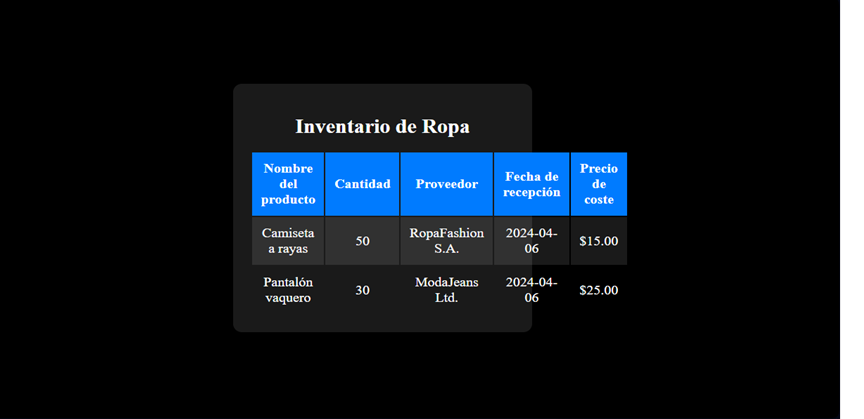 Inventario de Ropa
Nombre del producto Cantidad Proveedor Fecha de recepción Precio de coste
Camiseta a rayas 50 RopaFashion S.A. 2024-04-06 $15.00
Pantalón vaquero 30 ModaJeans Ltd. 2024-04-06 $25.00